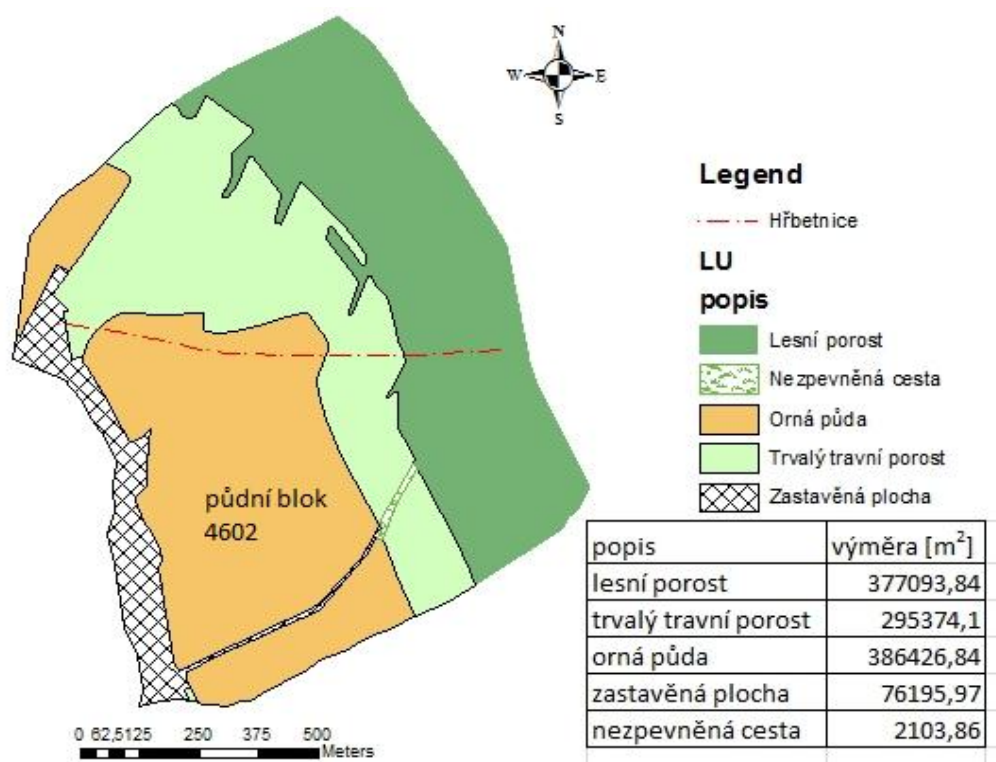 N
W E
S
Legend
Hřbetnice
LU
popis
Lesní porost
Nezpevněná cesta
Orná půda
Trvalý travní porost
Zastavěná plocha
půdní blok
4602
popis výměra [m²]
lesní porost 377093,84
trvalý travní porost 295374,1
orná půda 386426,84
zastavěná plocha 76195,97
nezpevněná cesta 2103,86
0 62,5125 250 375 500
Meters